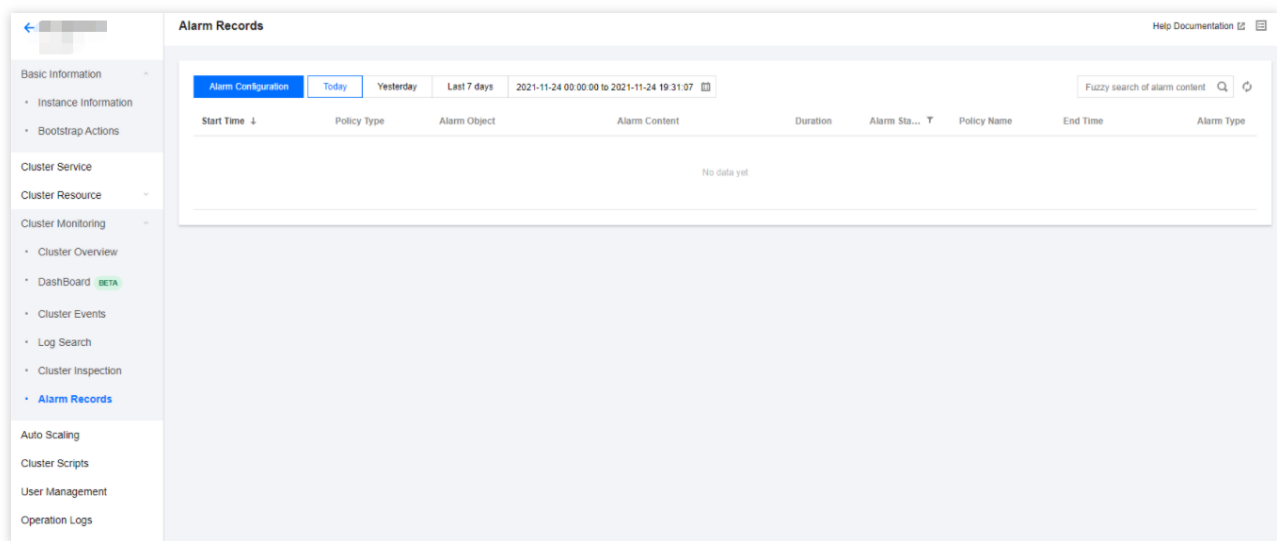 Alarm Records
Help Documentation
Basic Information
Instance Information
Bootstrap Actions
Cluster Service
Cluster Resource
Cluster Monitoring
Cluster Overview
DashBoard BETA
Cluster Events
Log Search
Cluster Inspection
Alarm Records
Auto Scaling
Cluster Scripts
User Management
Operation Logs
Alarm Configuration Today Yesterday Last 7 days 2021-11-24 00:00:00 to 2021-11-24 19:31:07 Fuzzy search of alarm content
Start Time Policy Type Alarm Object Alarm Content Duration Alarm Sta... Policy Name End Time Alarm Type
No data yet